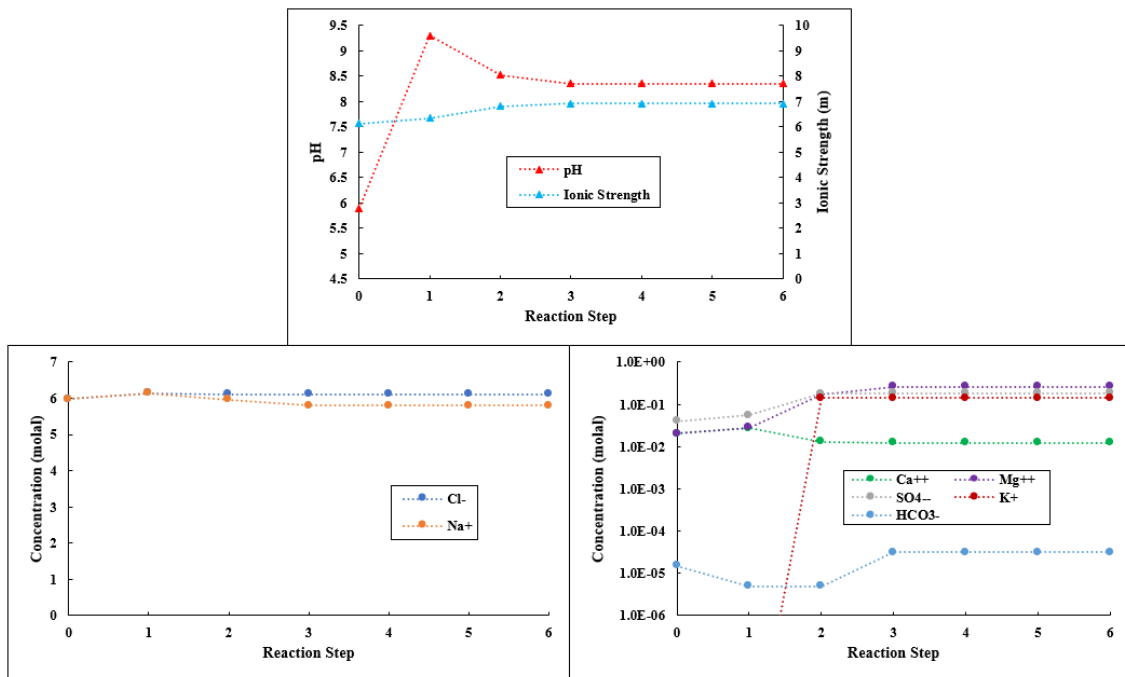 9.5
9
8.5
8
7.5
7
6.5
6
5.5
5
4.5
pH
10
9
8
7
6
5
4
3
2
1
0
Ionic Strength (m)
pH
Ionic Strength
0 1 2 3 4 5 6
Reaction Step
7
6
5
4
3
2
1
0
Concentration (molal)
Cl-
Na+
0 1 2 3 4 5 6
Reaction Step
1.0E+00
1.0E-01
1.0E-02
1.0E-03
1.0E-04
1.0E-05
1.0E-06
Concentration (molal)
Ca++ Mg++
SO4-- K+
HCO3-
0 1 2 3 4 5 6
Reaction Step